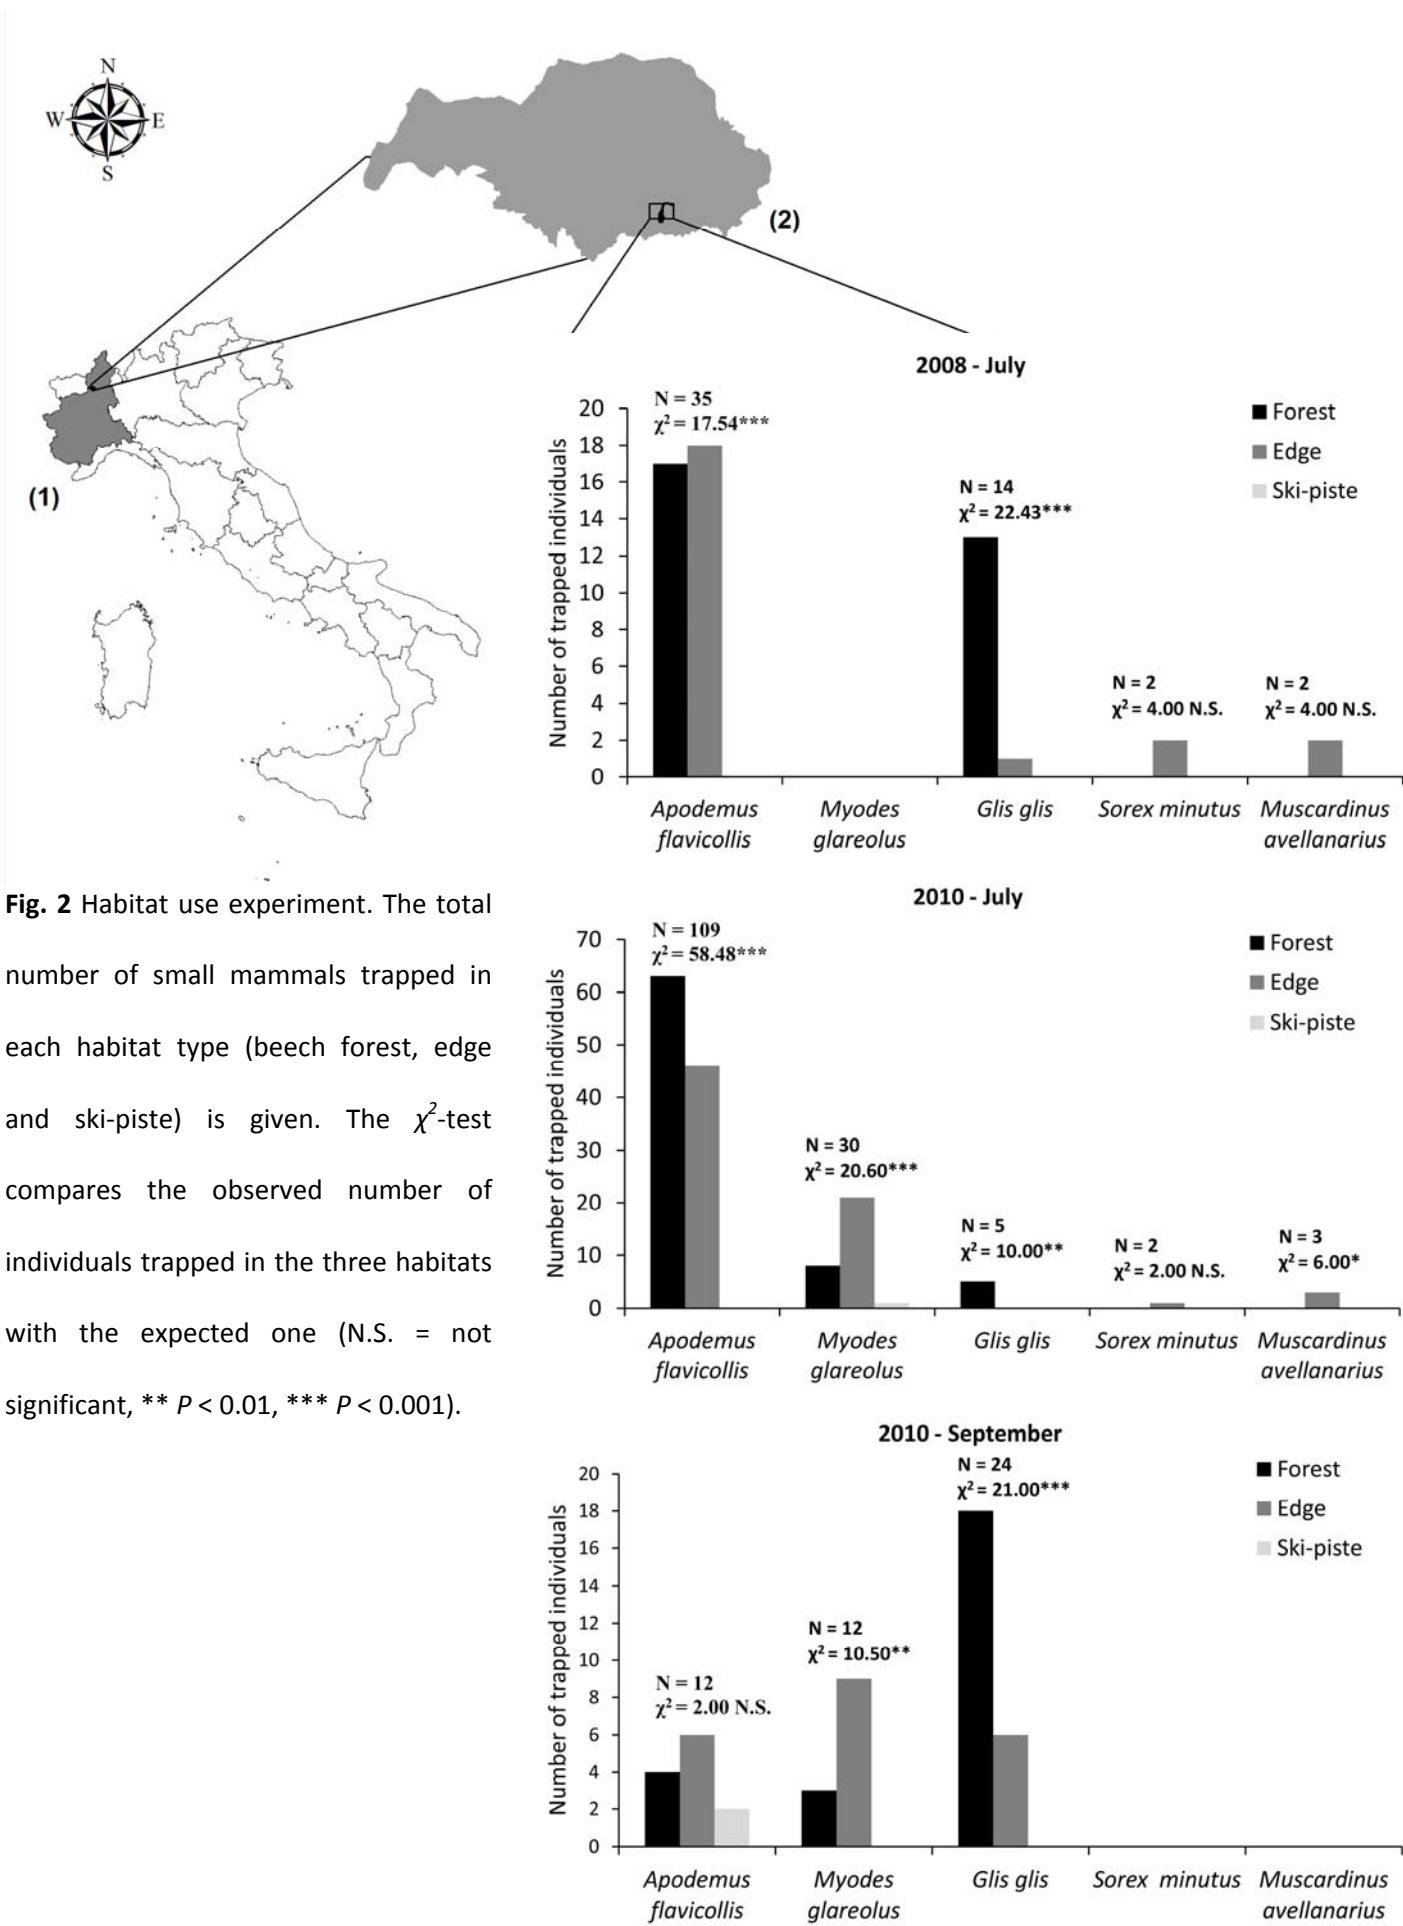 N
W
E
S
(2)
(1)
2008 - July
N = 35
χ² = 17.54***
N = 14
χ² = 22.43***
N = 2
χ² = 4.00 N.S.
N = 2
χ² = 4.00 N.S.
Forest
Edge
Ski-piste
Number of trapped individuals
20
18
16
14
12
10
8
6
4
2
0
Apodemus
flavicollis
Myodes
glareolus
Glis glis
Sorex minutus
Muscardinus
avellanarius
Fig. 2 Habitat use experiment. The total
number of small mammals trapped in
each habitat type (beech forest, edge
and ski-piste) is given. The χ²-test
compares the observed number of
individuals trapped in the three habitats
with the expected one (N.S. = not
significant, ** P < 0.01, *** P < 0.001).
2010 - July
N = 109
χ² = 58.48***
N = 30
χ² = 20.60***
N = 5
χ² = 10.00**
N = 2
χ² = 2.00 N.S.
N = 3
χ² = 6.00*
Forest
Edge
Ski-piste
Number of trapped individuals
70
60
50
40
30
20
10
0
Apodemus
flavicollis
Myodes
glareolus
Glis glis
Sorex minutus
Muscardinus
avellanarius
2010 - September
N = 12
χ² = 2.00 N.S.
N = 12
χ² = 10.50**
N = 24
χ² = 21.00***
Forest
Edge
Ski-piste
Number of trapped individuals
20
18
16
14
12
10
8
6
4
2
0
Apodemus
flavicollis
Myodes
glareolus
Glis glis
Sorex minutus
Muscardinus
avellanarius